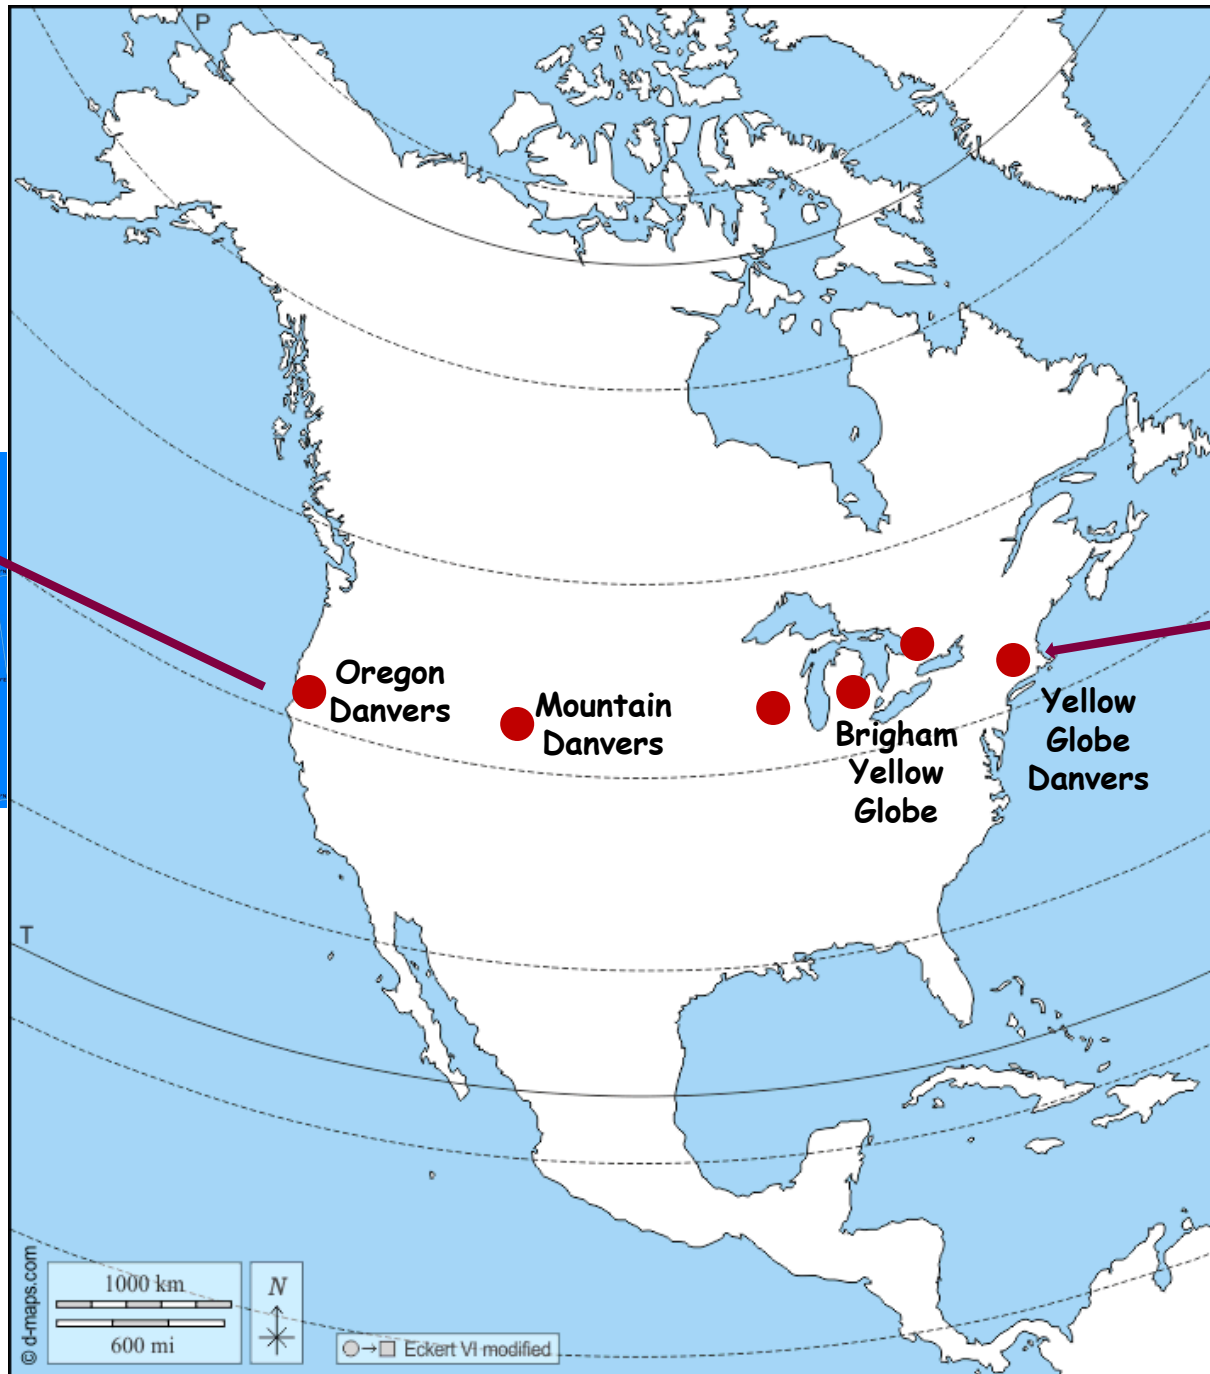 P
Oregon
Danvers
Mountain
Danvers
Brigham
Yellow
Globe
Yellow
Globe
Danvers
T
1000 km
600 mi
N
Eckert VI modified
© d-maps.com